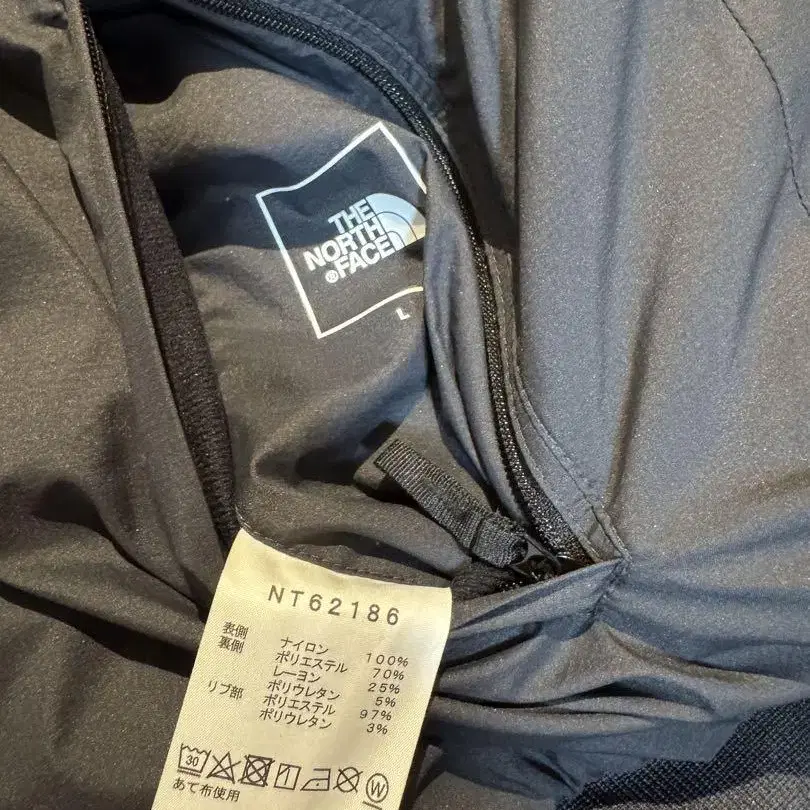 THE
NORTH
FACE
®
L
NT62186
表側 ナイロン 100%
裏側 ポリエステル 70%
レーヨン 25%
ポリウレタン 5%
リブ部 ポリエステル 97%
ポリウレタン 3%
30
W
あて布使用